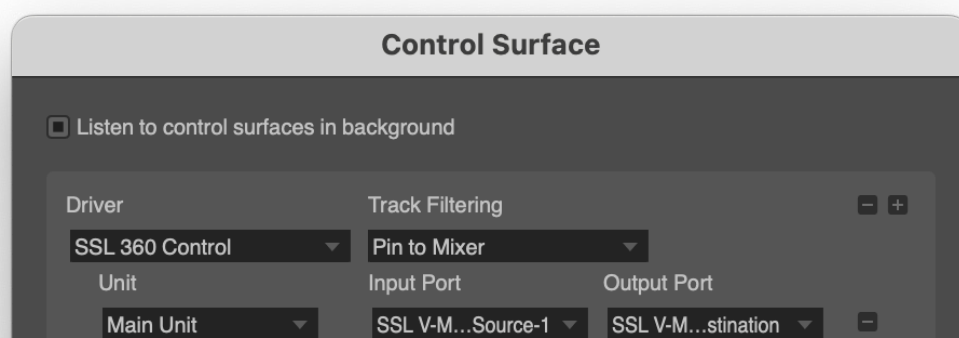 Control Surface
Listen to control surfaces in background
Driver Track Filtering
SSL 360 Control Pin to Mixer
Unit Input Port Output Port
Main Unit SSL V-M...Source-1 SSL V-M...stination